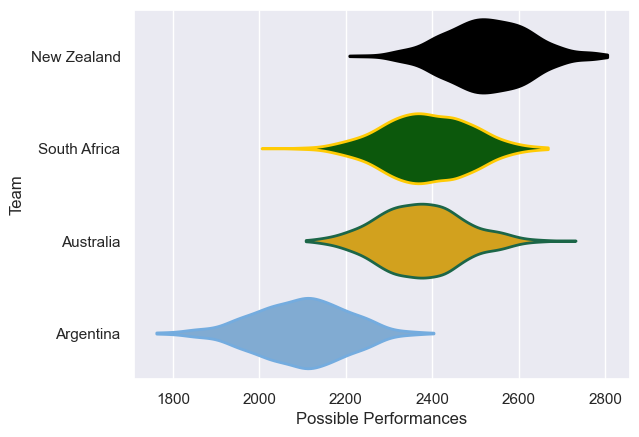 New Zealand
South Africa
Australia
Argentina
Team
1800 2000 2200 2400 2600 2800
Possible Performances